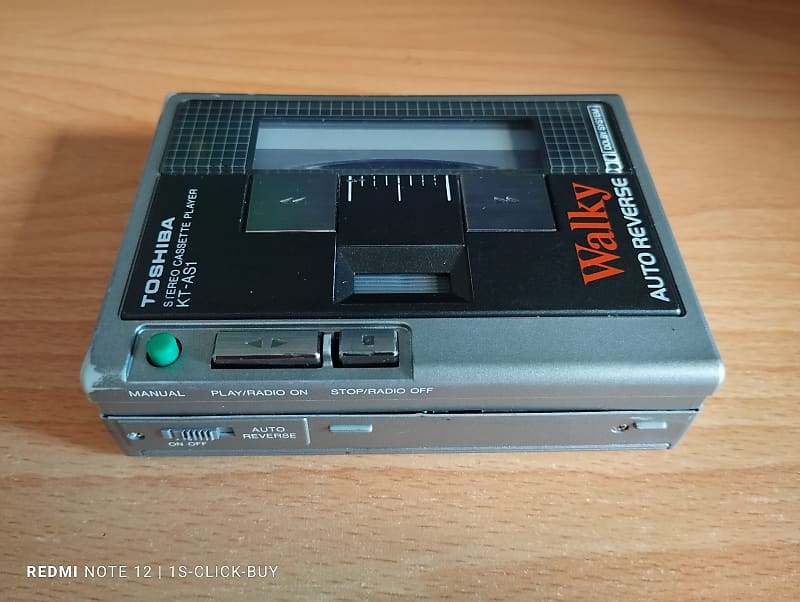 TOSHIBA
STEREO CASSETTE PLAYER
KT-AS1
DOLBY SYSTEM
Walky
AUTO REVERSE
MANUAL
PLAY/RADIO ON
STOP/RADIO OFF
ON OFF
AUTO
REVERSE
REDMI NOTE 12 | 1S-CLICK-BUY